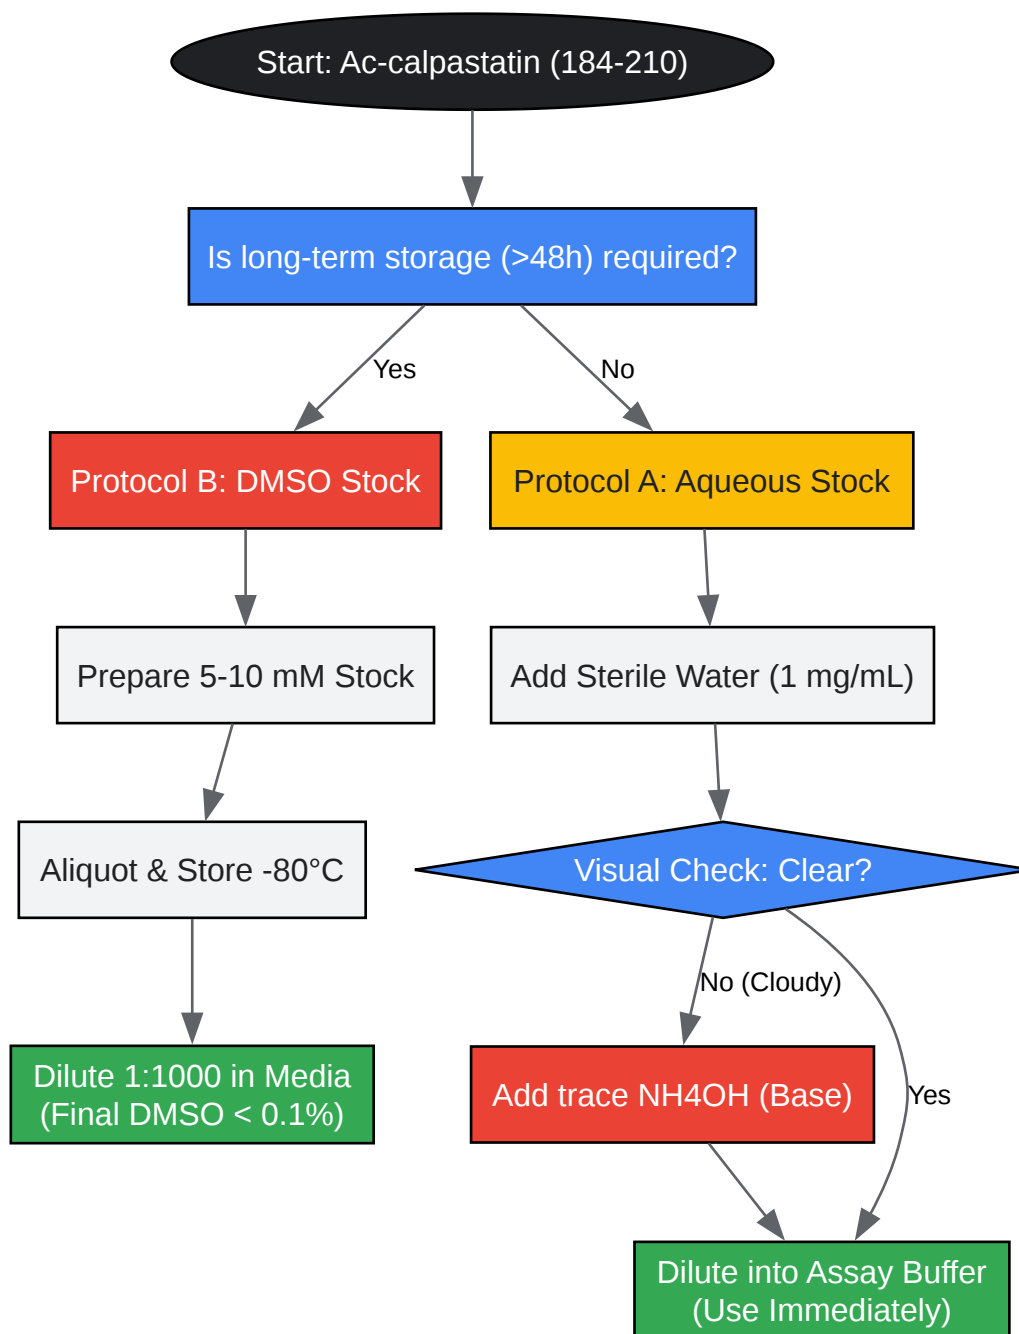 Start: Ac-calpastatin (184-210)
Is long-term storage (>48h) required?
Yes
No
Protocol B: DMSO Stock
Protocol A: Aqueous Stock
Prepare 5-10 mM Stock
Add Sterile Water (1 mg/mL)
Aliquot & Store -80°C
Visual Check: Clear?
No (Cloudy)
Dilute 1:1000 in Media
(Final DMSO < 0.1%)
Add trace NH4OH (Base)
Yes
Dilute into Assay Buffer
(Use Immediately)